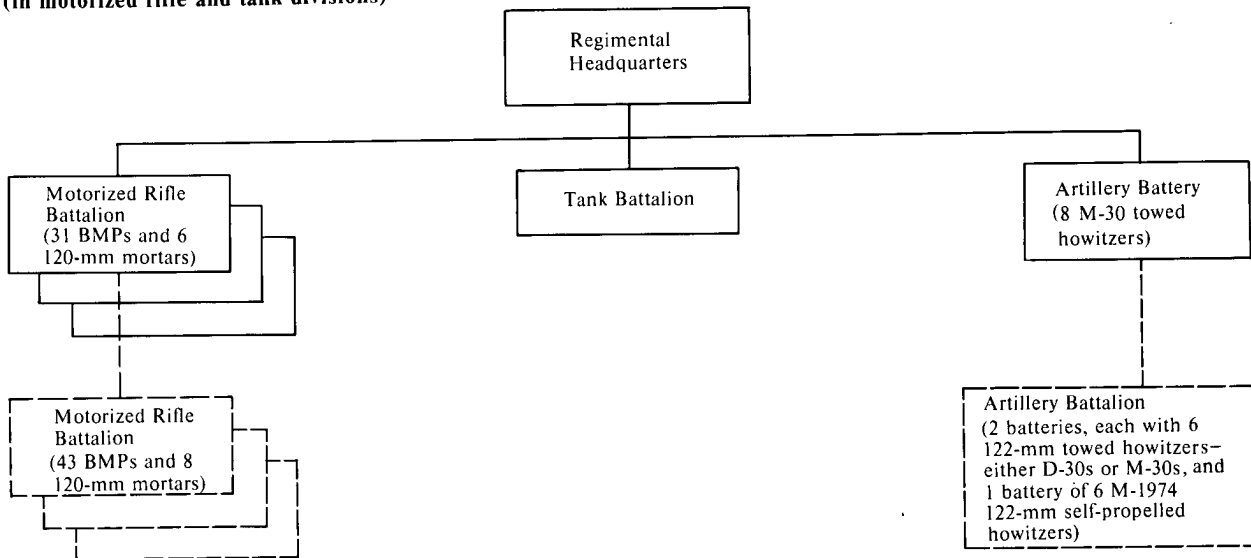 (in motorized rifle and tank divisions)
Regimental
Headquarters
Motorized Rifle
Battalion
(31 BMPs and 6
120-mm mortars)
Tank Battalion
Artillery Battery
(8 M-30 towed
howitzers)
Motorized Rifle
Battalion
(43 BMPs and 8
120-mm mortars)
Artillery Battalion
(2 batteries, each with 6
122-mm towed howitzers–
either D-30s or M-30s, and
1 battery of 6 M-1974
122-mm self-propelled
howitzers)